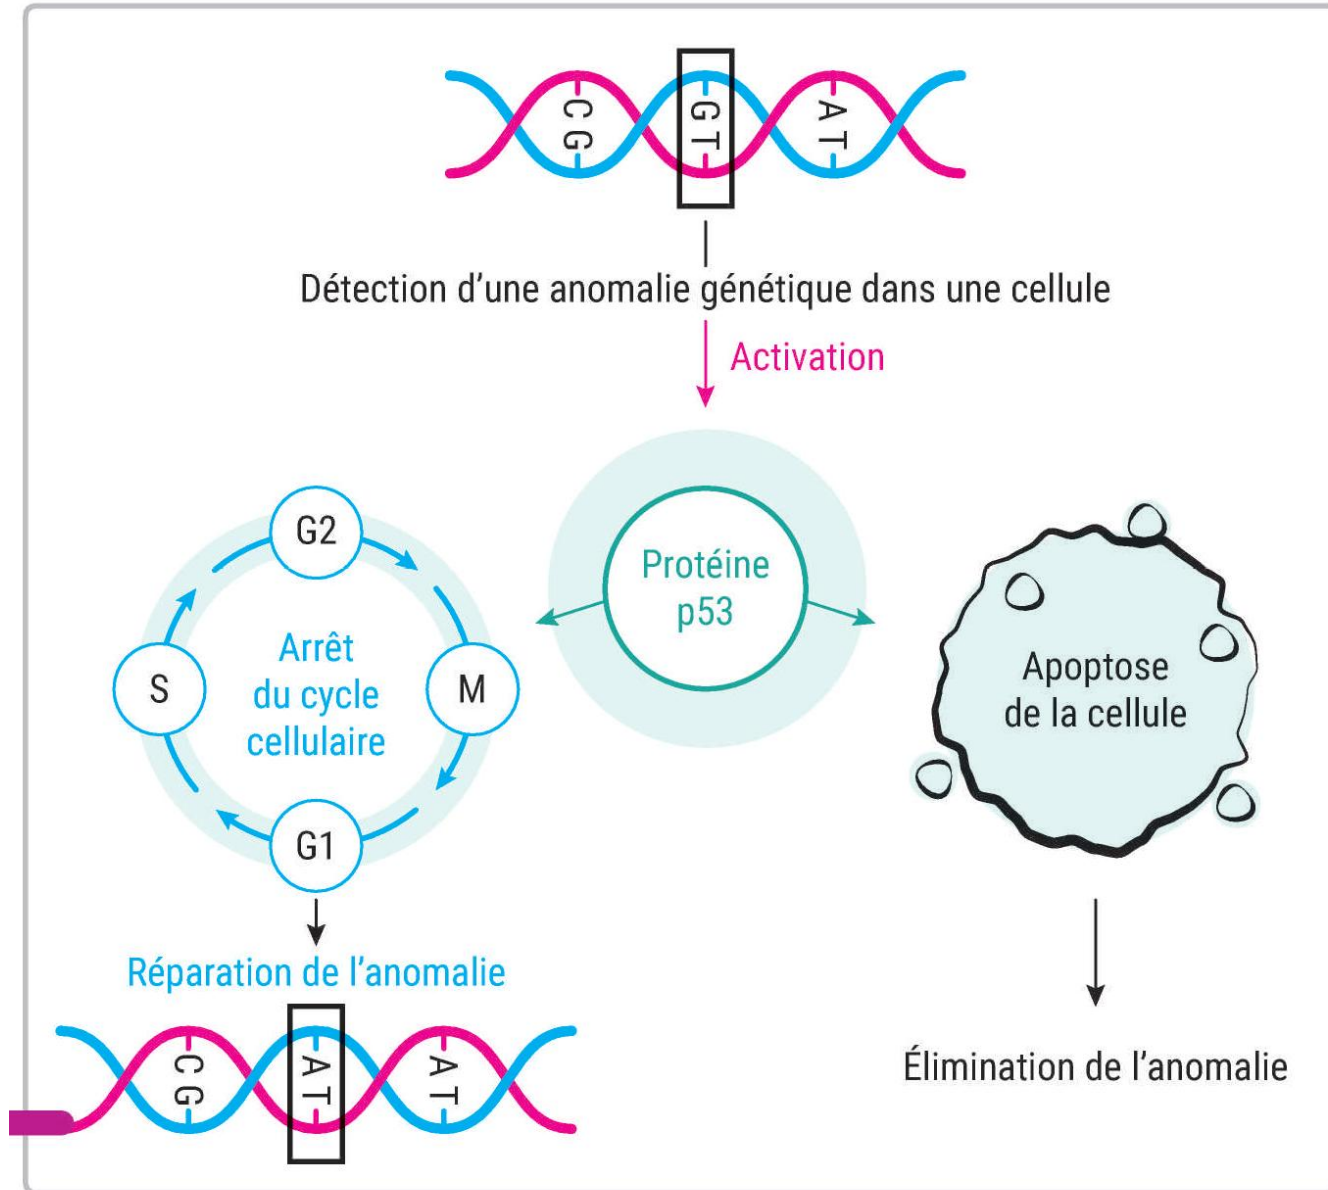 C G
G T
A T
Détection d'une anomalie génétique dans une cellule
Activation
Protéine
p53
G2
S
M
G1
Arrêt
du cycle
cellulaire
Apoptose
de la cellule
Réparation de l'anomalie
C G
A T
A T
Élimination de l'anomalie